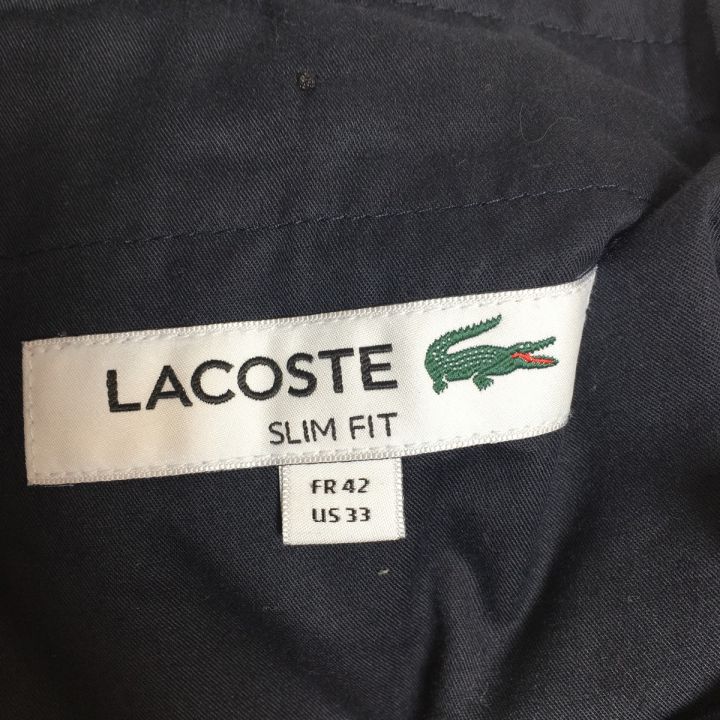 LACOSTE
SLIM FIT
FR 42
US 33